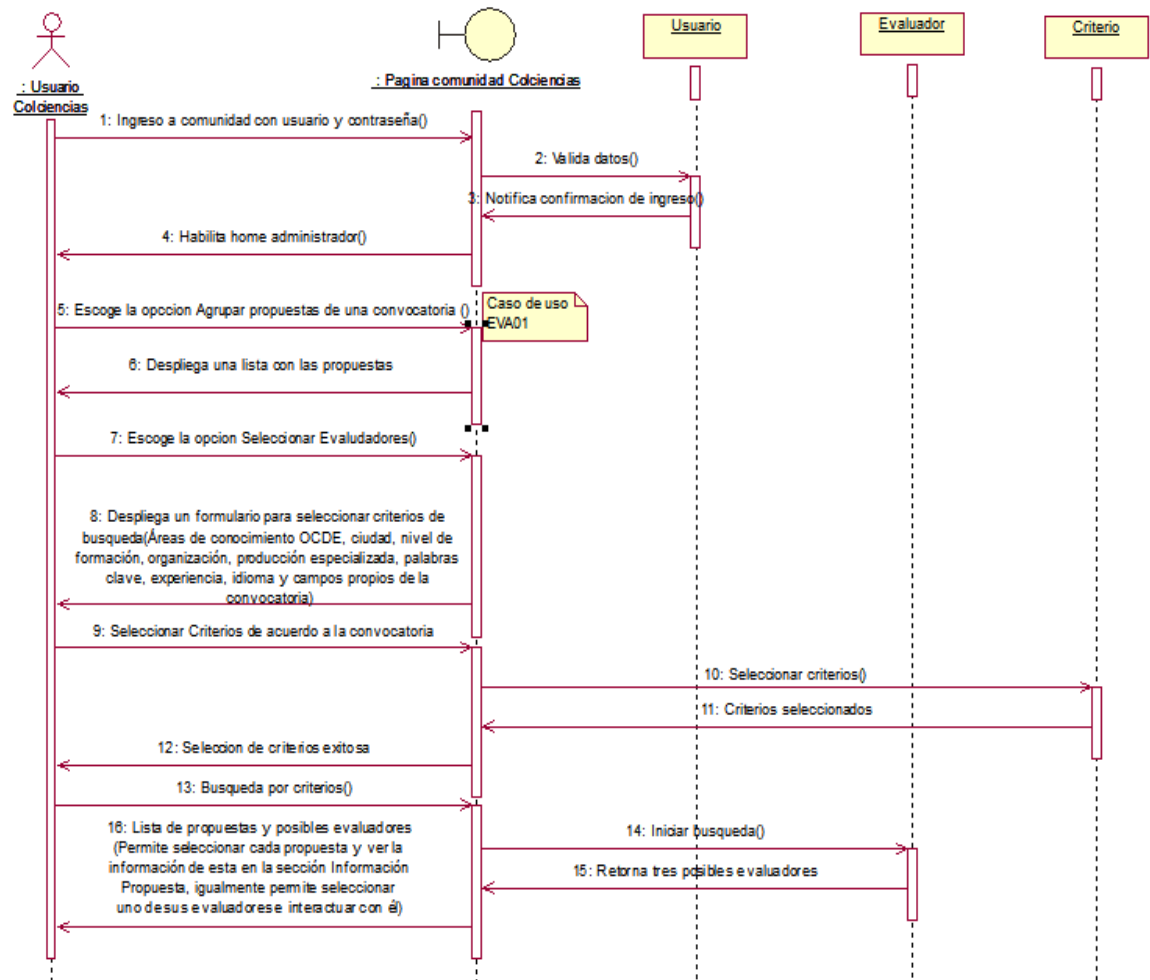 Usuario
Evaluador
Criterio
: Usuario
Colciencias
: Pagina comunidad Colciencias
1: Ingreso a comunidad con usuario y contraseña()
2: Valida datos()
3: Notifica confirmacion de ingreso()
4: Habilita home administrador()
Caso de uso
EVA01
5: Escoge la opccion Agrupar propuestas de una convocatoria ()
6: Despliega una lista con las propuestas
7: Escoge la opcion Seleccionar Evaludadores()
8: Despliega un formulario para seleccionar criterios de
busqueda(Áreas de conocimiento OCDE, ciudad, nivel de
formación, organización, producción especializada, palabras
clave, experiencia, idioma y campos propios de la
convocatoria)
9: Seleccionar Criterios de acuerdo a la convocatoria
10: Seleccionar criterios()
11: Criterios seleccionados
12: Seleccion de criterios exitosa
13: Busqueda por criterios()
14: Iniciar busqueda()
15: Retorna tres posibles evaluadores
16: Lista de propuestas y posibles evaluadores
(Permite seleccionar cada propuesta y ver la
información de esta en la sección Información
Propuesta, igualmente permite seleccionar
uno de sus evaluadores e interactuar con él)